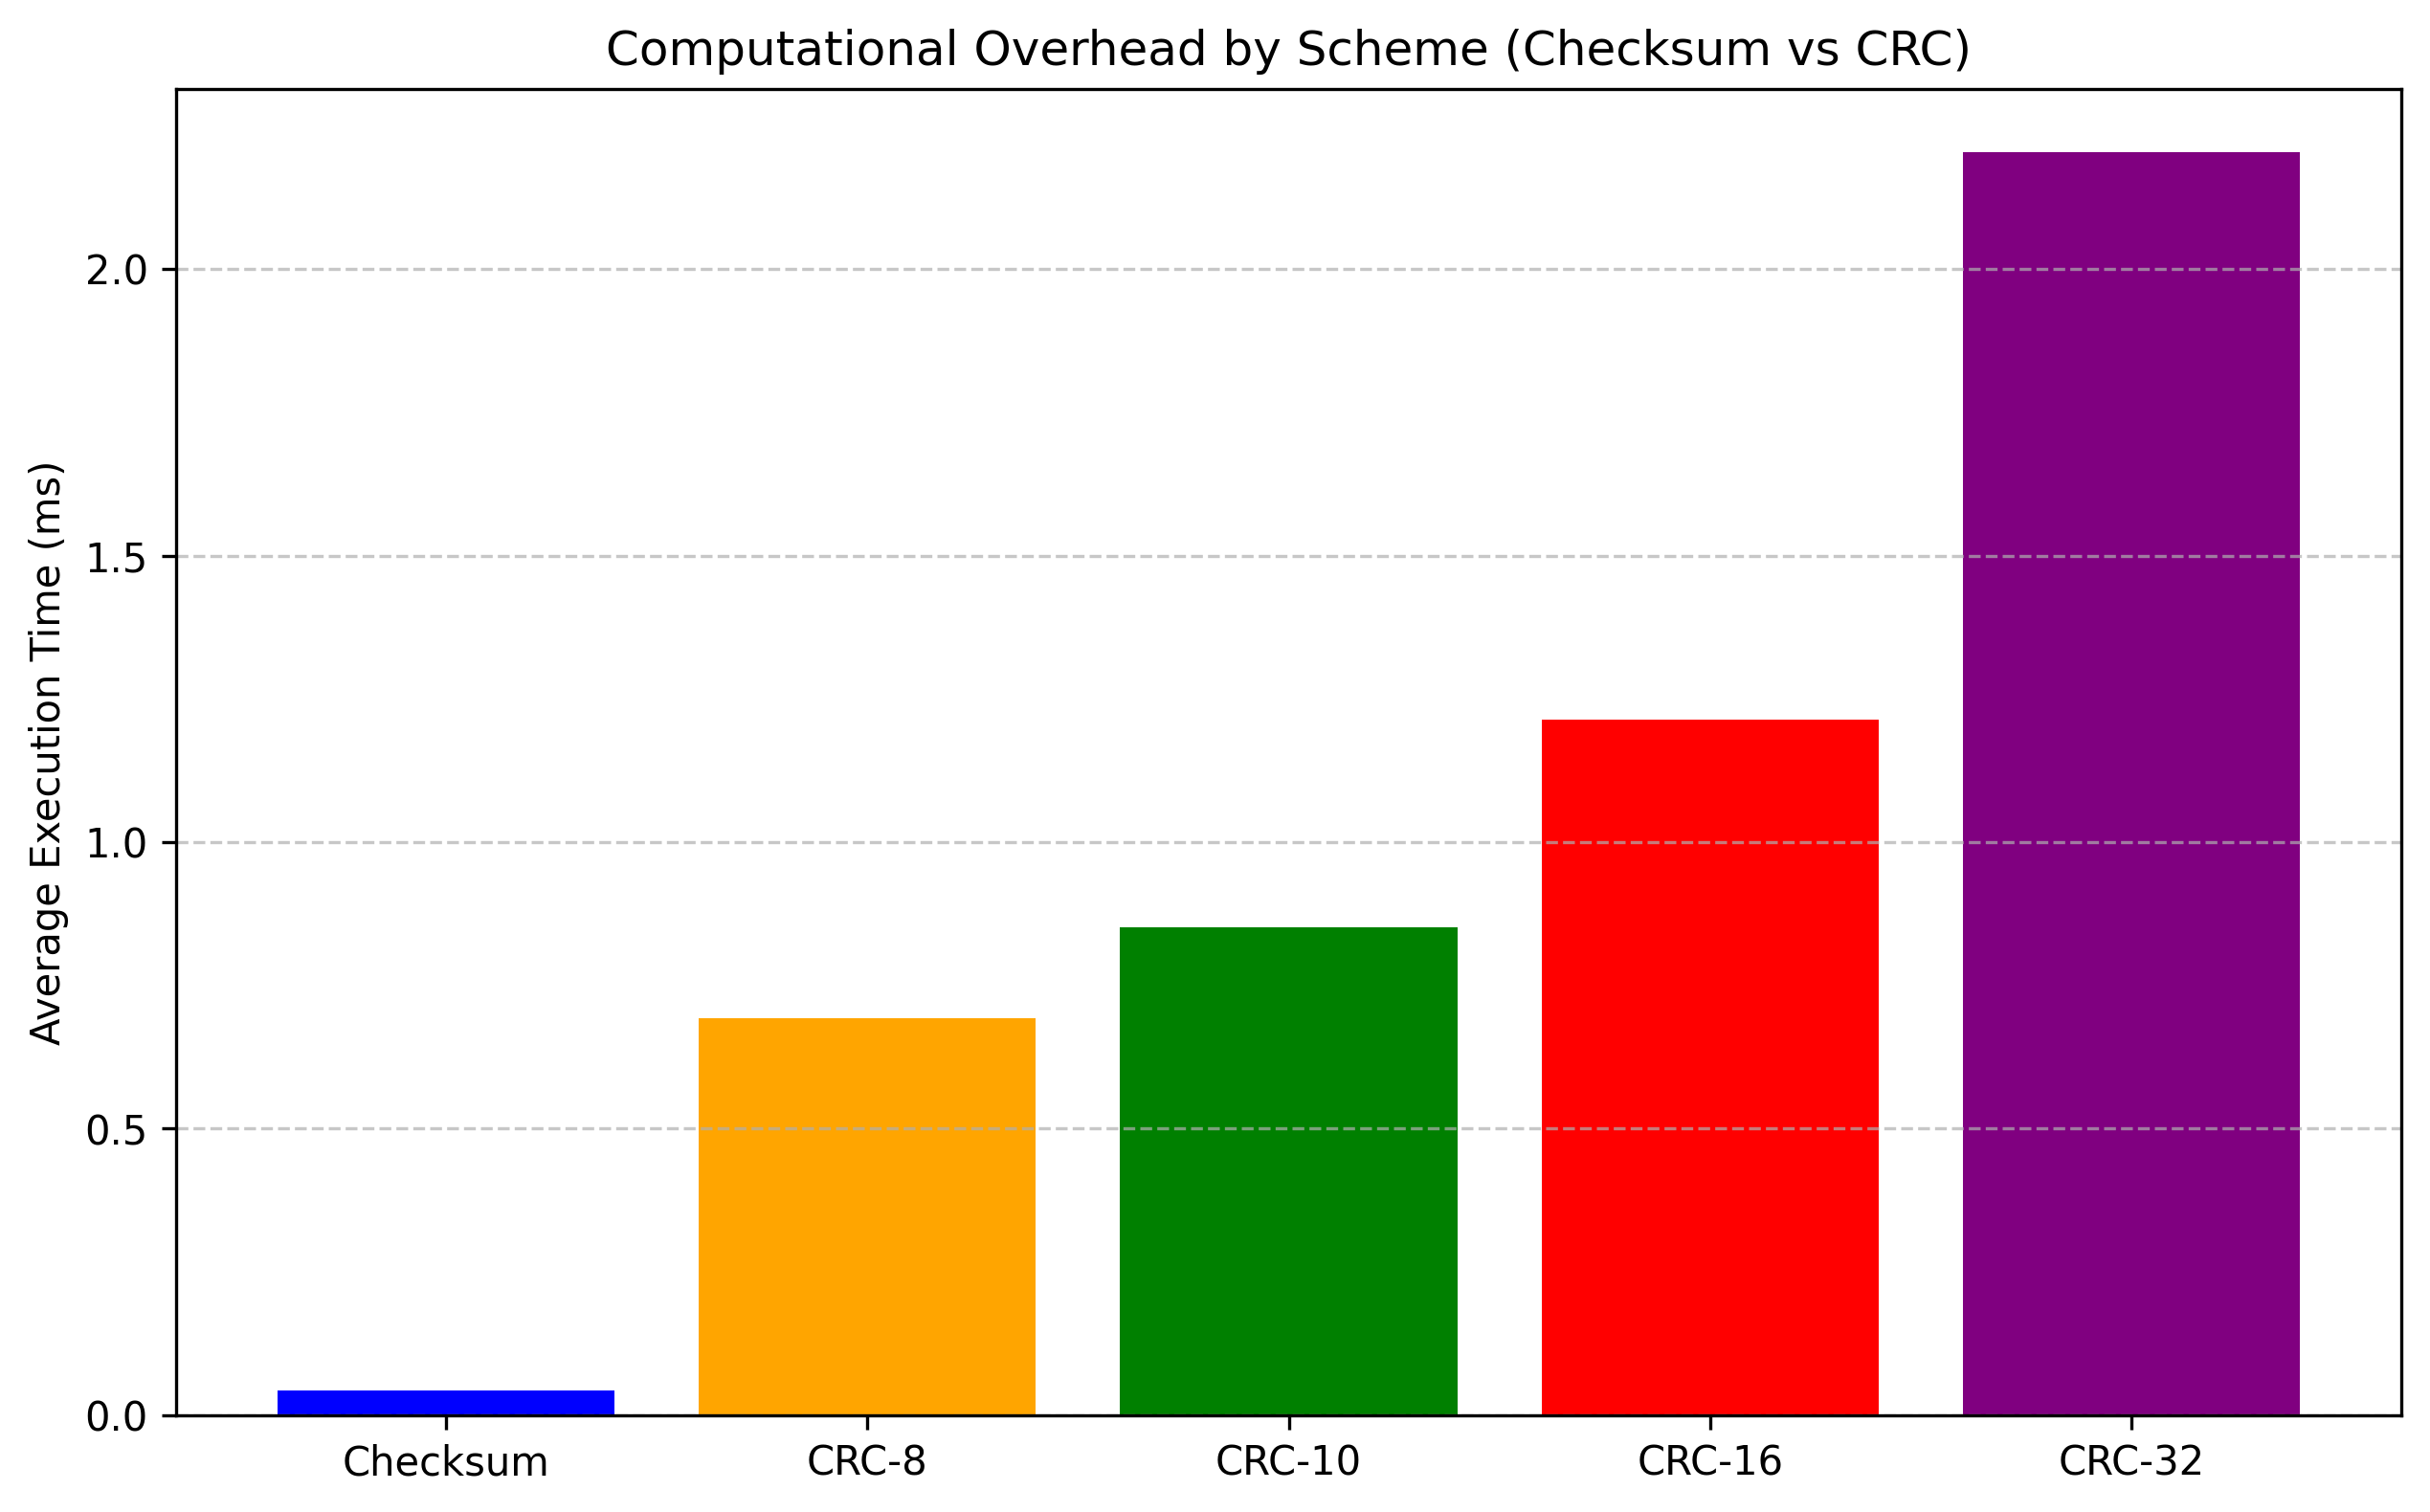 Computational Overhead by Scheme (Checksum vs CRC)
Average Execution Time (ms)
2.0
1.5
1.0
0.5
0.0
Checksum CRC-8 CRC-10 CRC-16 CRC-32